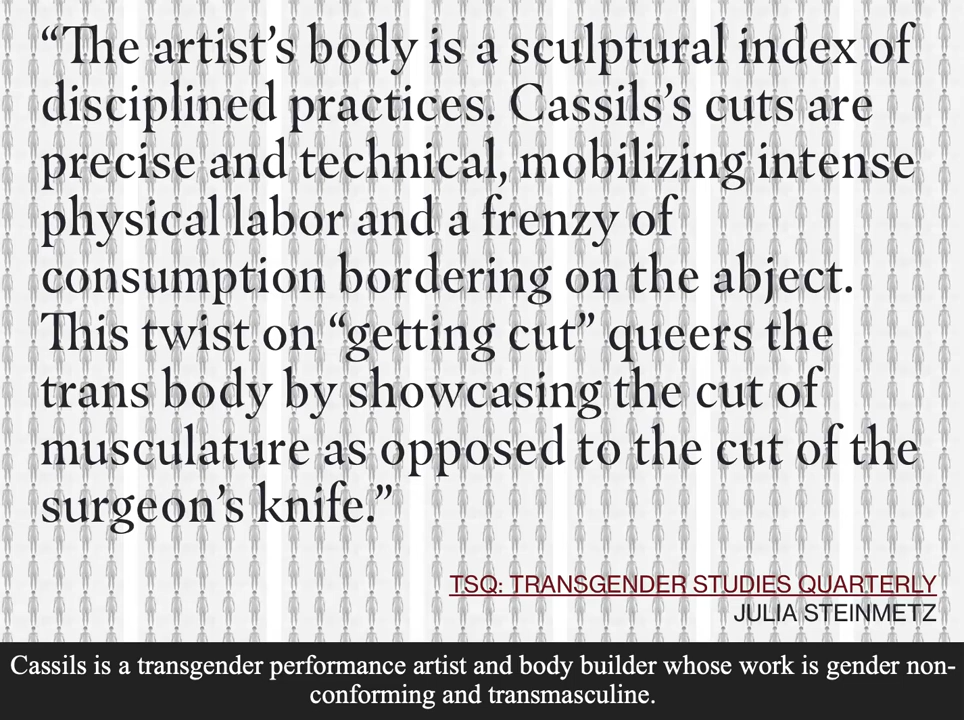 “The artist’s body is a sculptural index of
disciplined practices. Cassils’s cuts are
precise and technical, mobilizing intense
physical labor and a frenzy of
consumption bordering on the abject.
This twist on “getting cut” queers the
trans body by showcasing the cut of
musculature as opposed to the cut of the
surgeon’s knife.”
TSQ: TRANSGENDER STUDIES QUARTERLY
JULIA STEINMETZ
Cassils is a transgender performance artist and body builder whose work is gender non-
conforming and transmasculine.